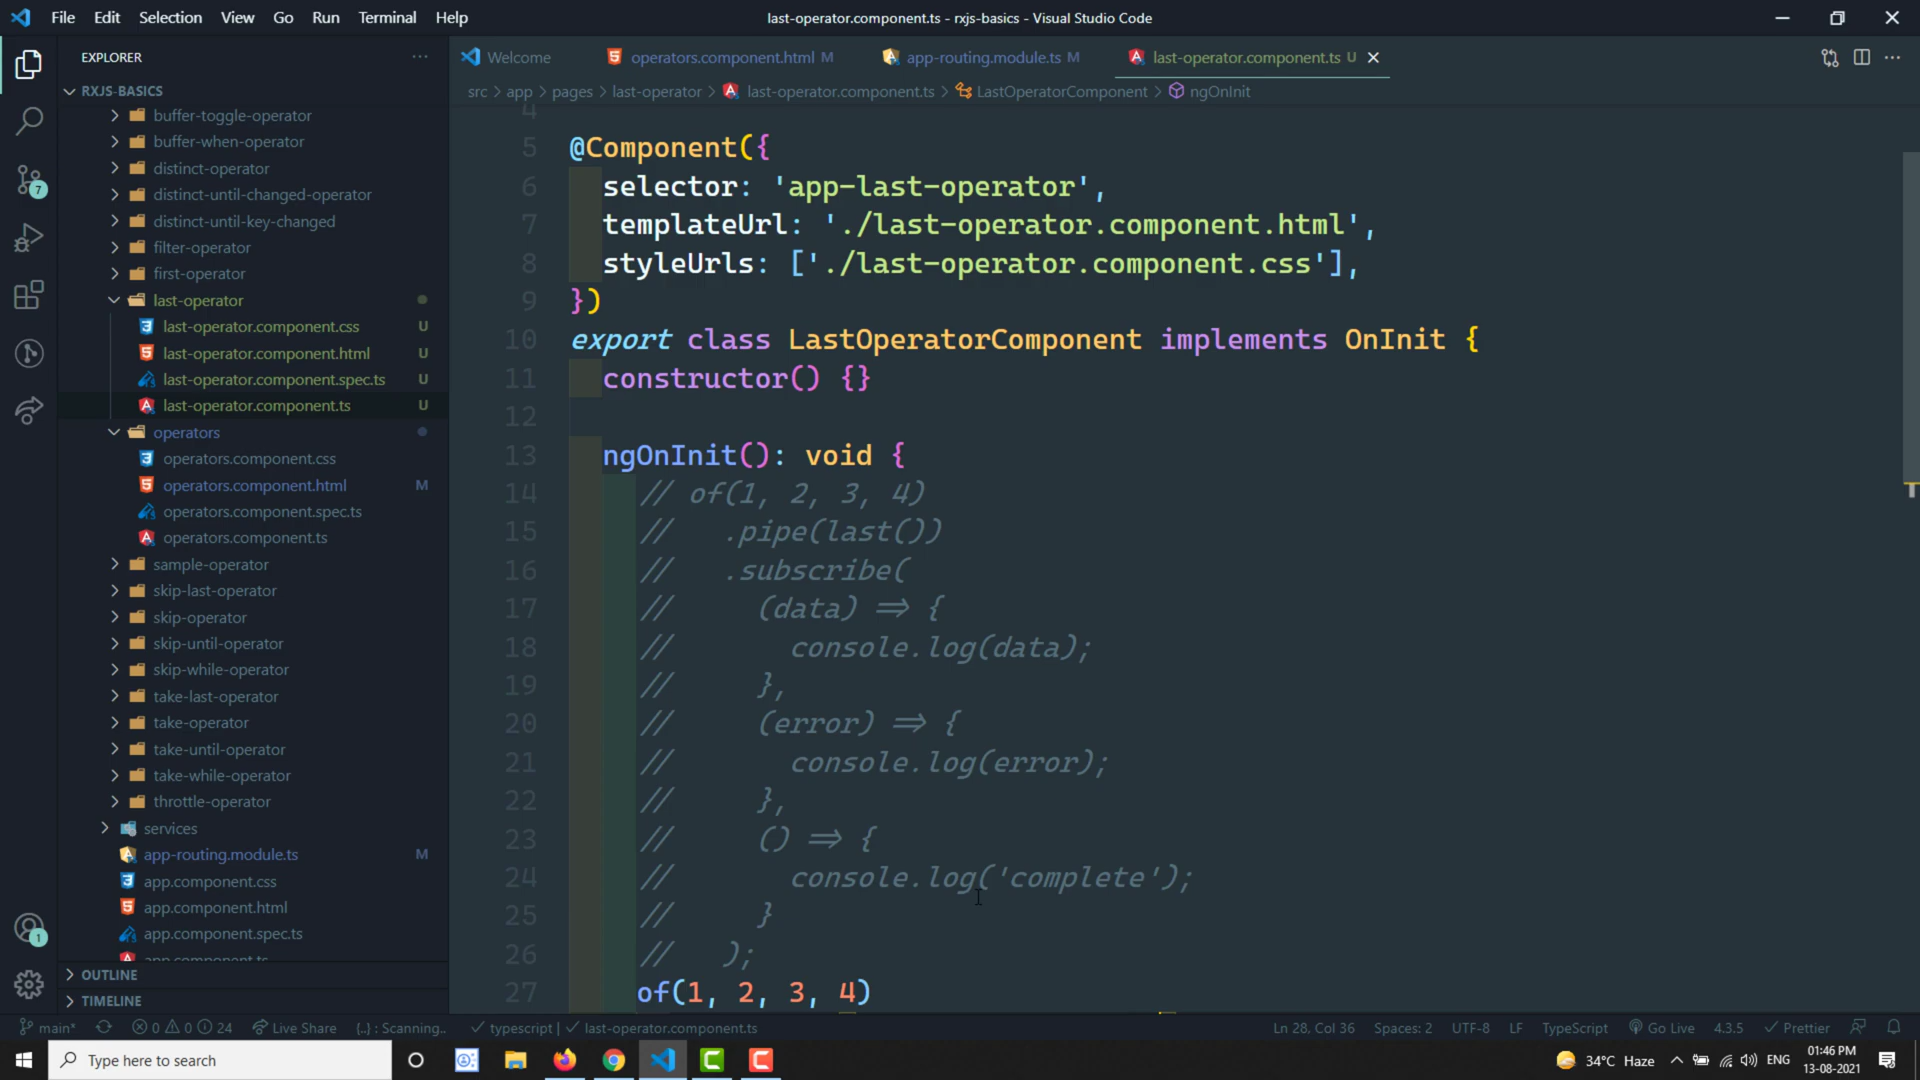 File Edit Selection View Go Run Terminal Help
last-operator.component.ts - rxjs-basics - Visual Studio Code
EXPLORER
RXJS-BASICS
buffer-toggle-operator
buffer-when-operator
distinct-operator
distinct-until-changed-operator
distinct-until-key-changed
filter-operator
first-operator
last-operator
last-operator.component.css U
last-operator.component.html U
last-operator.component.spec.ts U
last-operator.component.ts U
operators
operators.component.css
operators.component.html M
operators.component.spec.ts
operators.component.ts
sample-operator
skip-last-operator
skip-operator
skip-until-operator
skip-while-operator
take-last-operator
take-operator
take-until-operator
take-while-operator
throttle-operator
services
app-routing.module.ts M
app.component.css
app.component.html
app.component.spec.ts
app.component.ts
OUTLINE
TIMELINE
7
1
Welcome operators.component.html M app-routing.module.ts M last-operator.component.ts U
src > app > pages > last-operator > last-operator.component.ts > LastOperatorComponent > ngOnInit
4
5 @Component({
6 selector: 'app-last-operator',
7 templateUrl: './last-operator.component.html',
8 styleUrls: ['./last-operator.component.css'],
9 })
10 export class LastOperatorComponent implements OnInit {
11 constructor() {}
12
13 ngOnInit(): void {
14 // of(1, 2, 3, 4)
15 // .pipe(last())
16 // .subscribe(
17 // (data) => {
18 // console.log(data);
19 // },
20 // (error) => {
21 // console.log(error);
22 // },
23 // () => {
24 // console.log('complete');
25 // }
26 // );
27 of(1, 2, 3, 4)
main* 0 0 24 Live Share {..} : Scanning.. typescript | last-operator.component.ts Ln 28, Col 36 Spaces: 2 UTF-8 LF TypeScript Go Live 4.3.5 Prettier
Type here to search
34°C Haze ENG 01:46 PM
13-08-2021